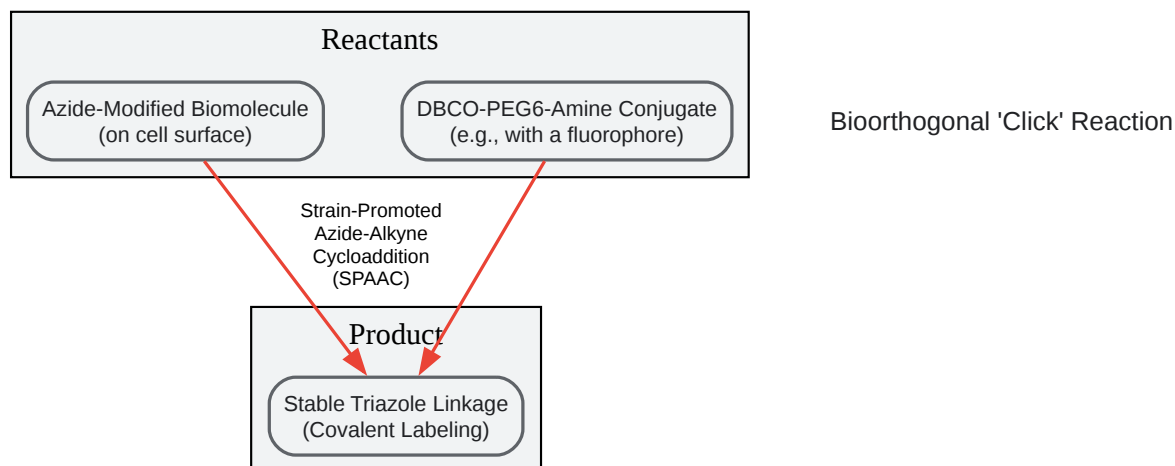 Reactants
Azide-Modified Biomolecule
(on cell surface)
DBCO-PEG6-Amine Conjugate
(e.g., with a fluorophore)
Bioorthogonal 'Click' Reaction
Strain-Promoted
Azide-Alkyne
Cycloaddition
(SPAAC)
Product
Stable Triazole Linkage
(Covalent Labeling)